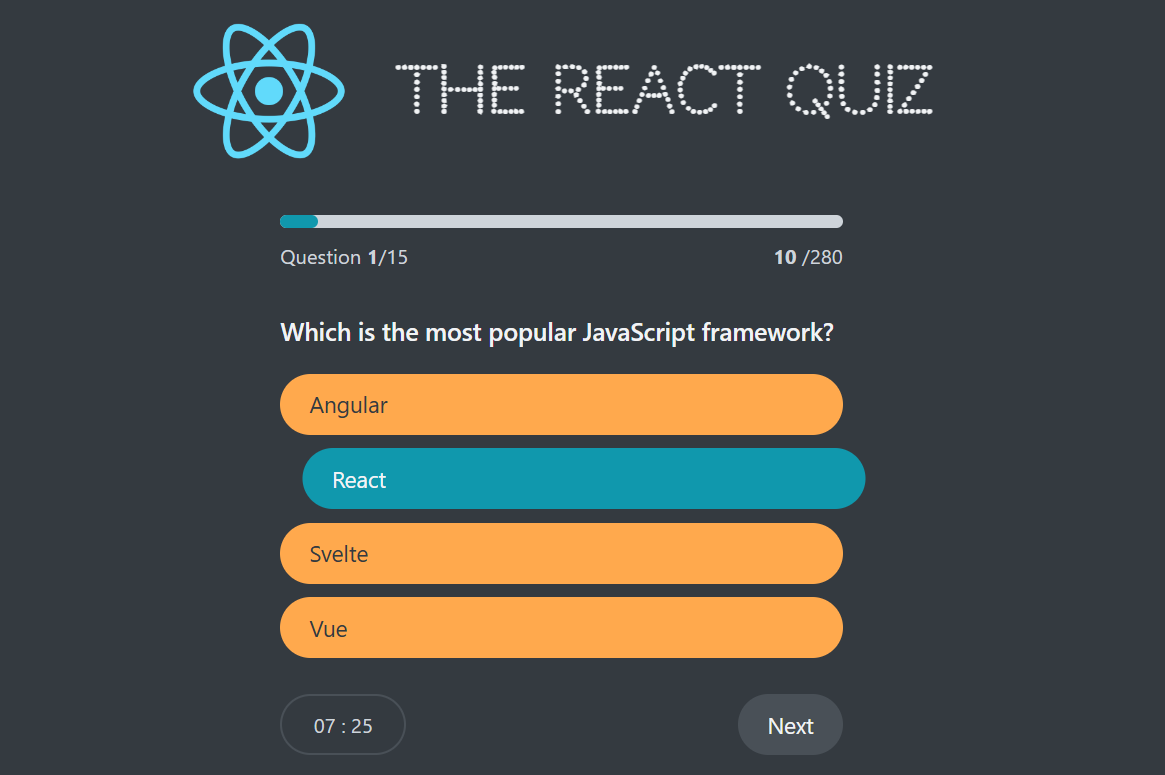 THE REACT QUIZ
Question 1/15
10 /280
Which is the most popular JavaScript framework?
Angular
React
Svelte
Vue
07 : 25
Next